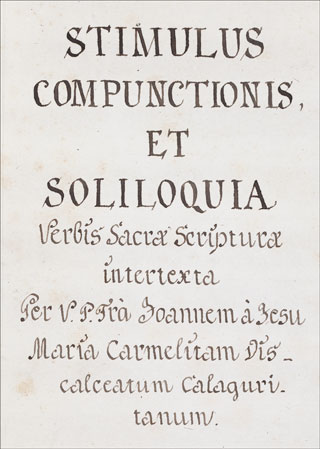 STIMULUS
COMPUNCTIONIS,
ET
SOLILOQUIA
Verbis Sacræ Scripturæ
intertexta
Per V. P. Frà Joannem à Jesu
Maria Carmelitam Dis-
calceatum Calaguri-
tanum.